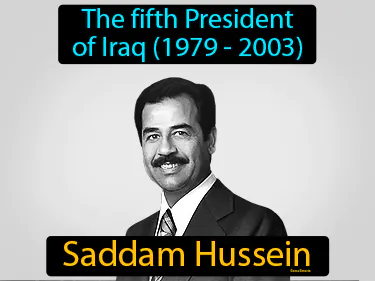 The fifth President
of Iraq (1979 - 2003)
Saddam Hussein